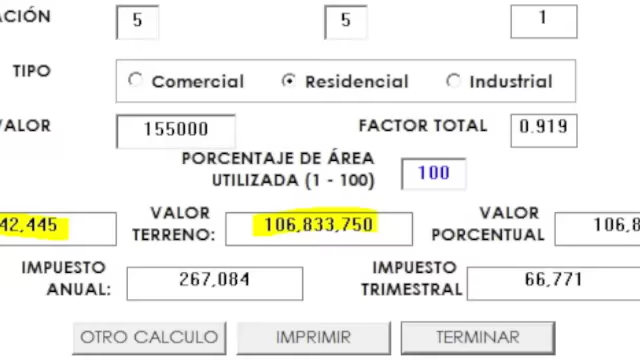 ACIÓN 5 5 1
TIPO Comercial Residencial Industrial
VALOR 155000 FACTOR TOTAL 0.919
PORCENTAJE DE ÁREA
UTILIZADA (1 - 100) 100
42,445 VALOR
TERRENO: 106,833,750 VALOR
PORCENTUAL 106,8
IMPUESTO
ANUAL: 267,084 IMPUESTO
TRIMESTRAL 66,771
OTRO CALCULO IMPRIMIR TERMINAR